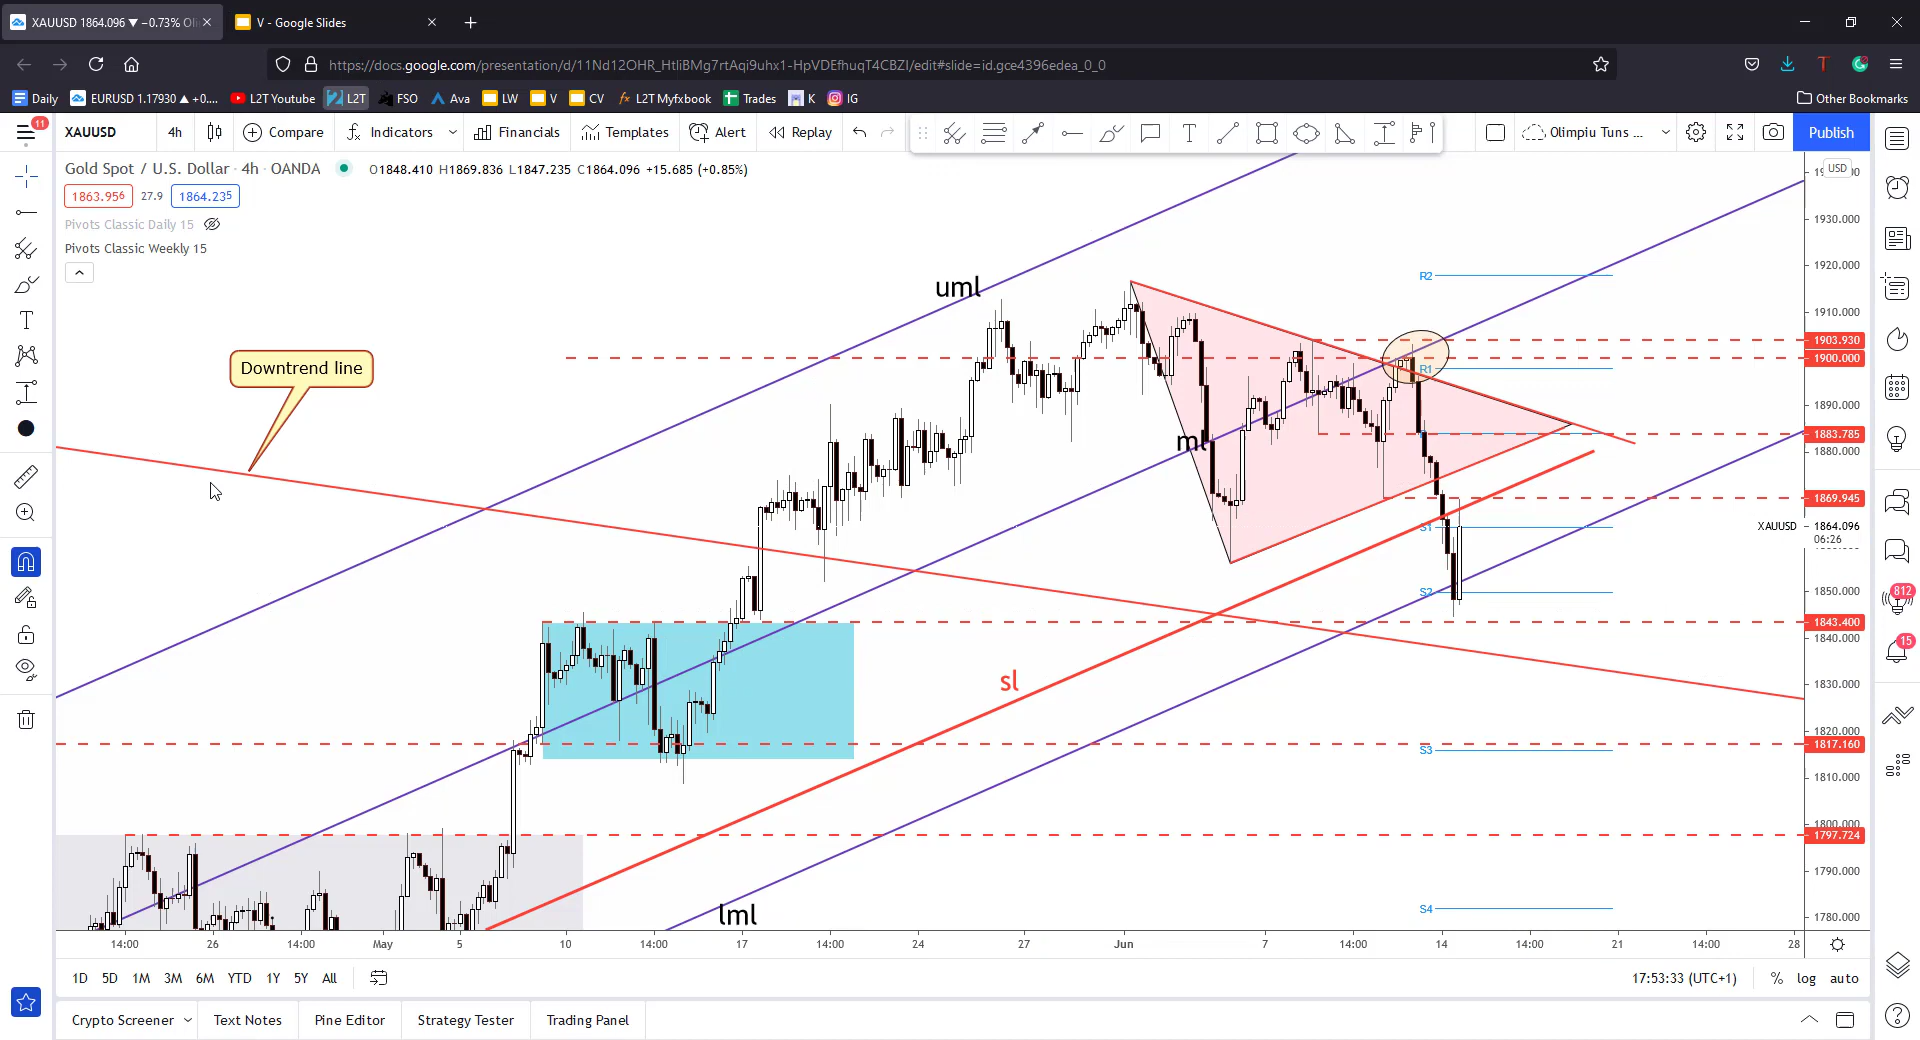 XAUUSD 1864.096 ▼ −0.73% Oli
V - Google Slides
https://docs.google.com/presentation/d/11Nd12OHR_HtliBMg7rtAqi9uhx1-HpVDEfhuqT4CBZI/edit#slide=id.gce4396edea_0_0
Daily EURUSD 1.17930 ▲ +0.... L2T Youtube L2T FSO Ava LW V CV L2T Myfxbook Trades K IG Other Bookmarks
11 XAUUSD 4h Compare Indicators Financials Templates Alert Replay Olimpiu Tuns ... Publish
Gold Spot / U.S. Dollar · 4h · OANDA O1848.410 H1869.836 L1847.235 C1864.096 +15.685 (+0.85%)
USD
1863.956 27.9 1864.235
Pivots Classic Daily 15
Pivots Classic Weekly 15
1930.000
1920.000
1910.000
1903.930
1900.000
1890.000
1883.785
1880.000
1869.945
XAUUSD 1864.096
06:26
1850.000
1843.400
1840.000
1830.000
1820.000
1817.160
1810.000
1800.000
1797.724
1790.000
1780.000
uml
Downtrend line
ml
sl
lml
R2
R1
S1
S2
S3
S4
812
15
14:00 26 14:00 May 5 10 14:00 17 14:00 24 27 Jun 7 14:00 14 14:00 21 14:00 28
1D 5D 1M 3M 6M YTD 1Y 5Y All 17:53:33 (UTC+1) % log auto
Crypto Screener Text Notes Pine Editor Strategy Tester Trading Panel